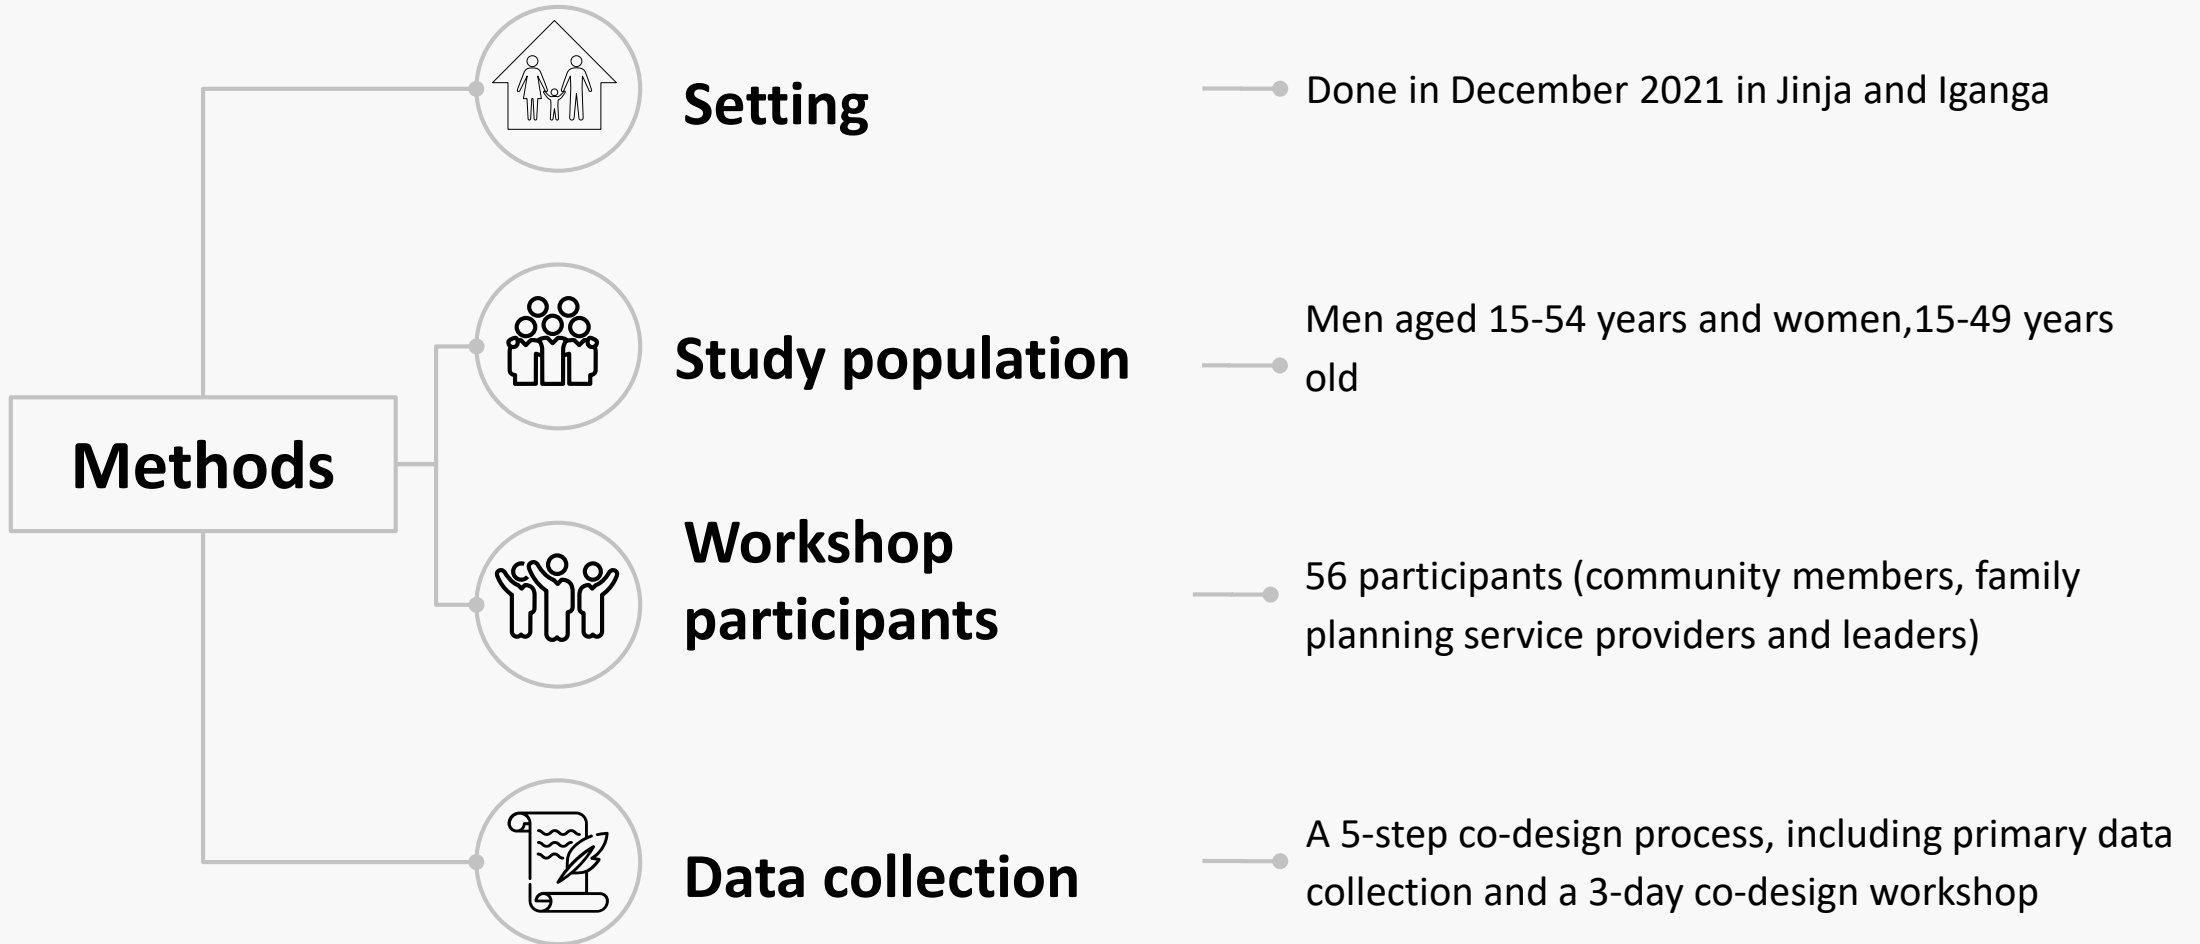 Setting
Done in December 2021 in Jinja and Iganga
Study population
Men aged 15-54 years and women,15-49 years
old
Methods
Workshop
participants
56 participants (community members, family
planning service providers and leaders)
Data collection
A 5-step co-design process, including primary data
collection and a 3-day co-design workshop